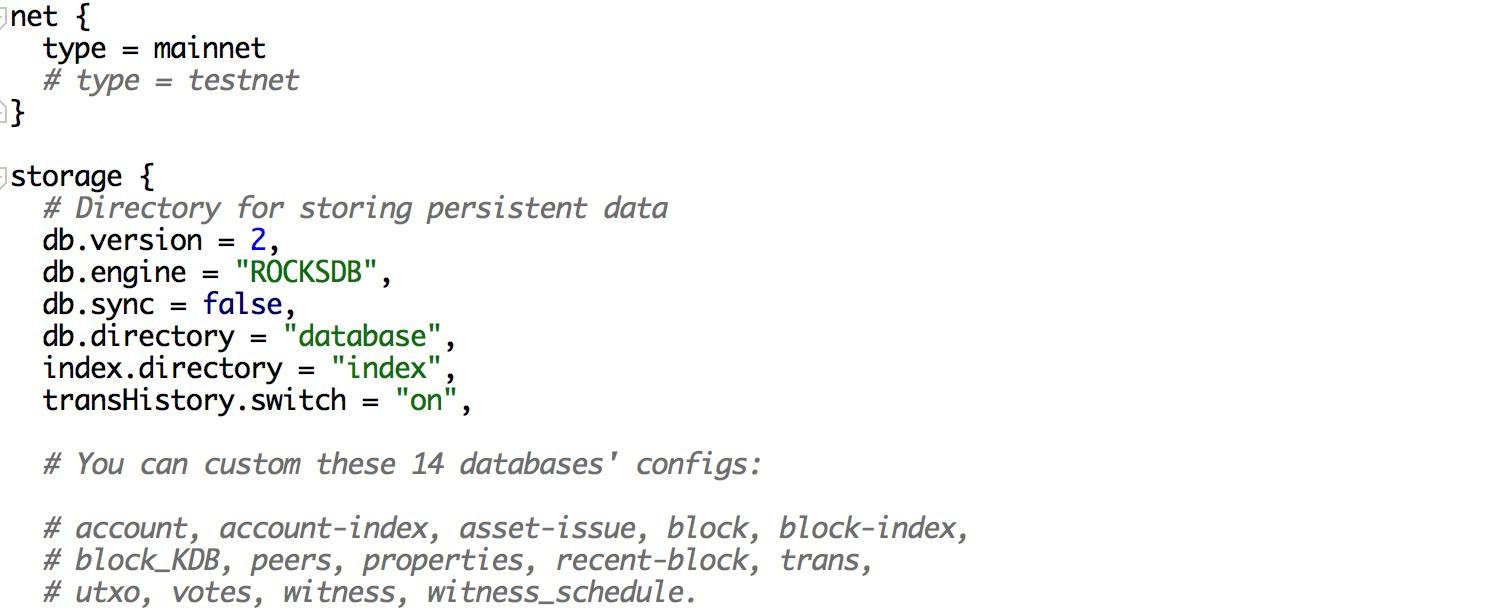 net {
type = mainnet
# type = testnet
}
storage {
# Directory for storing persistent data
db.version = 2,
db.engine = "ROCKSDB",
db.sync = false,
db.directory = "database",
index.directory = "index",
transHistory.switch = "on",
# You can custom these 14 databases' configs:
# account, account-index, asset-issue, block, block-index,
# block_KDB, peers, properties, recent-block, trans,
# utxo, votes, witness, witness_schedule.